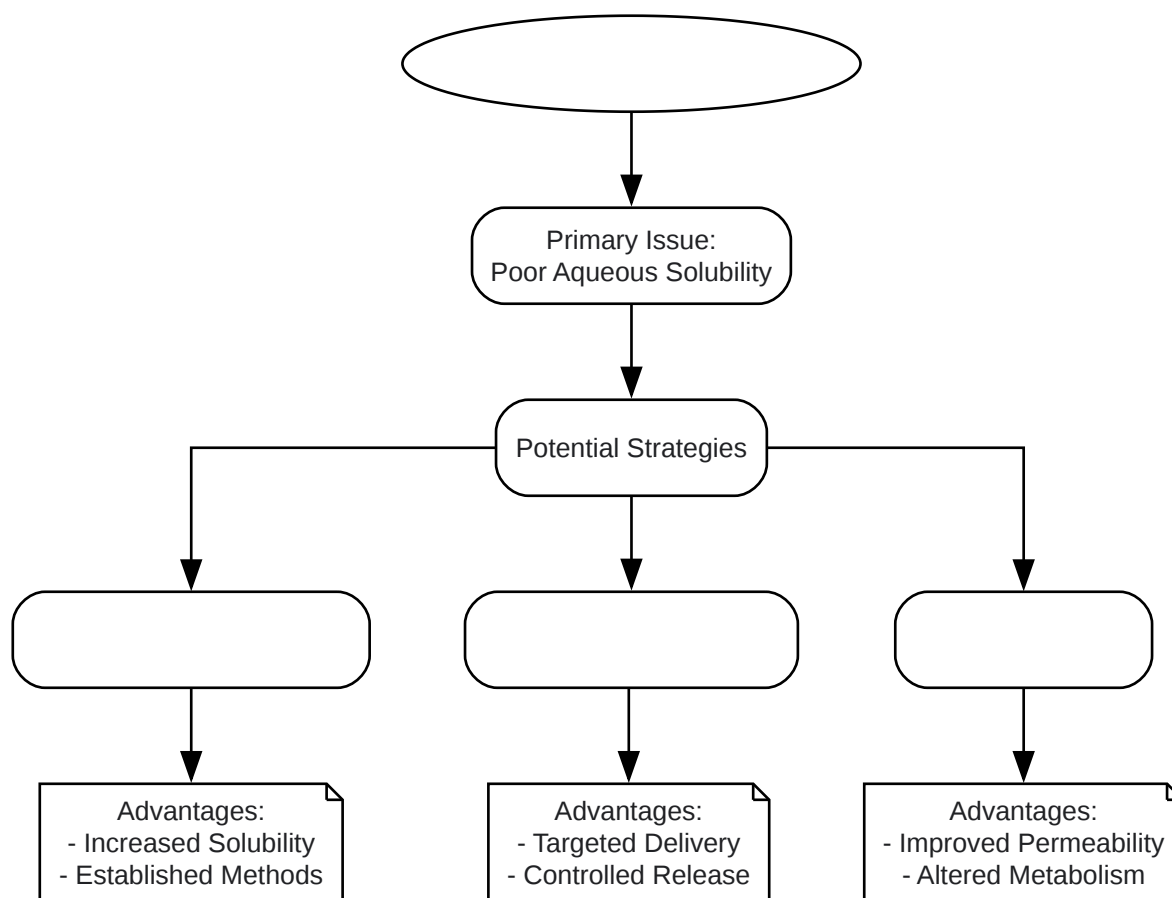 Primary Issue:
Poor Aqueous Solubility
Potential Strategies
Advantages:
- Increased Solubility
- Established Methods
Advantages:
- Targeted Delivery
- Controlled Release
Advantages:
- Improved Permeability
- Altered Metabolism